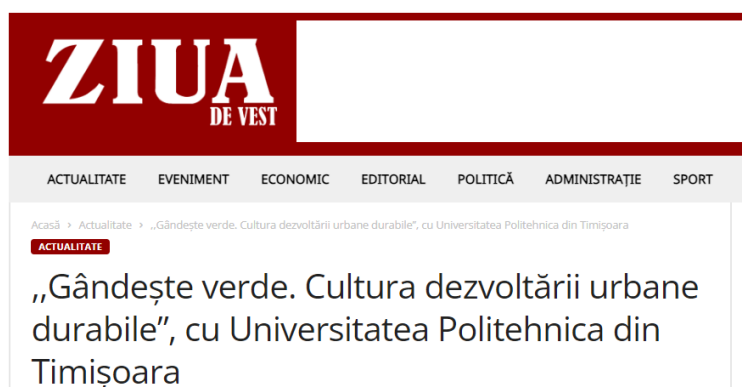 ZIUA
DE VEST
ACTUALITATE EVENIMENT ECONOMIC EDITORIAL POLITICĂ ADMINISTRAȚIE SPORT
Acasă › Actualitate › ,,Gândește verde. Cultura dezvoltării urbane durabile”, cu Universitatea Politehnica din Timișoara
ACTUALITATE
,,Gândește verde. Cultura dezvoltării urbane
durabile”, cu Universitatea Politehnica din
Timișoara